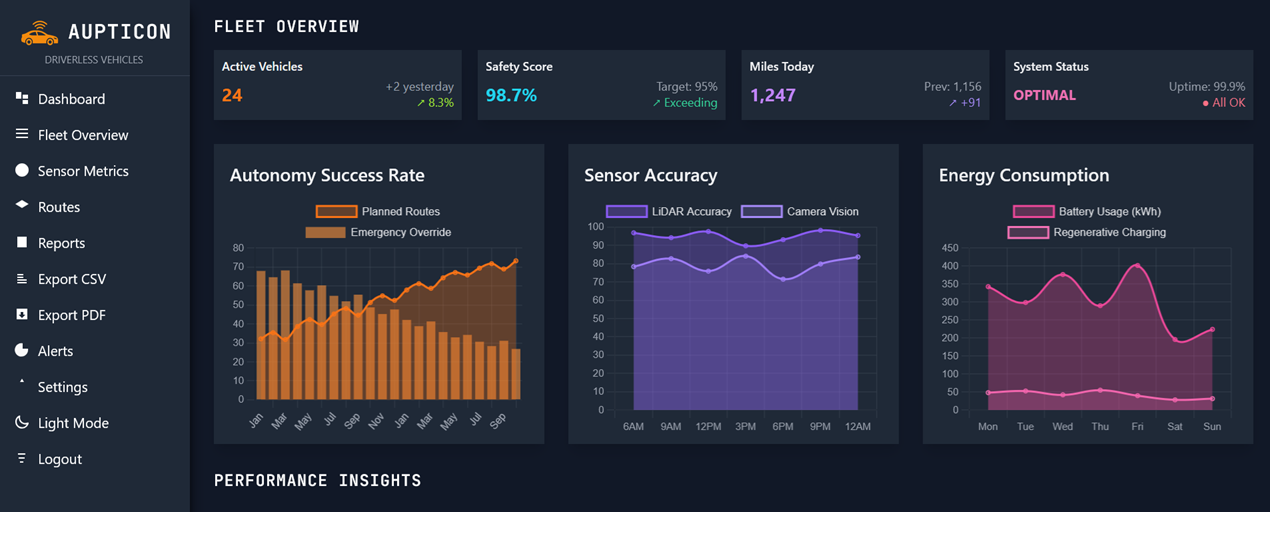 AUPTICON
DRIVERLESS VEHICLES
Dashboard
Fleet Overview
Sensor Metrics
Routes
Reports
Export CSV
Export PDF
Alerts
Settings
Light Mode
Logout
FLEET OVERVIEW
Active Vehicles
24
+2 yesterday
↗ 8.3%
Safety Score
98.7%
Target: 95%
↗ Exceeding
Miles Today
1,247
Prev: 1,156
↗ +91
System Status
OPTIMAL
Uptime: 99.9%
● All OK
Autonomy Success Rate
Planned Routes
Emergency Override
80
70
60
50
40
30
20
10
0
Jan Mar May Jul Sep Nov Jan Mar May Jul Sep
Sensor Accuracy
LiDAR Accuracy Camera Vision
100
90
80
70
60
50
40
30
20
10
0
6AM 9AM 12PM 3PM 6PM 9PM 12AM
Energy Consumption
Battery Usage (kWh)
Regenerative Charging
450
400
350
300
250
200
150
100
50
0
Mon Tue Wed Thu Fri Sat Sun
PERFORMANCE INSIGHTS